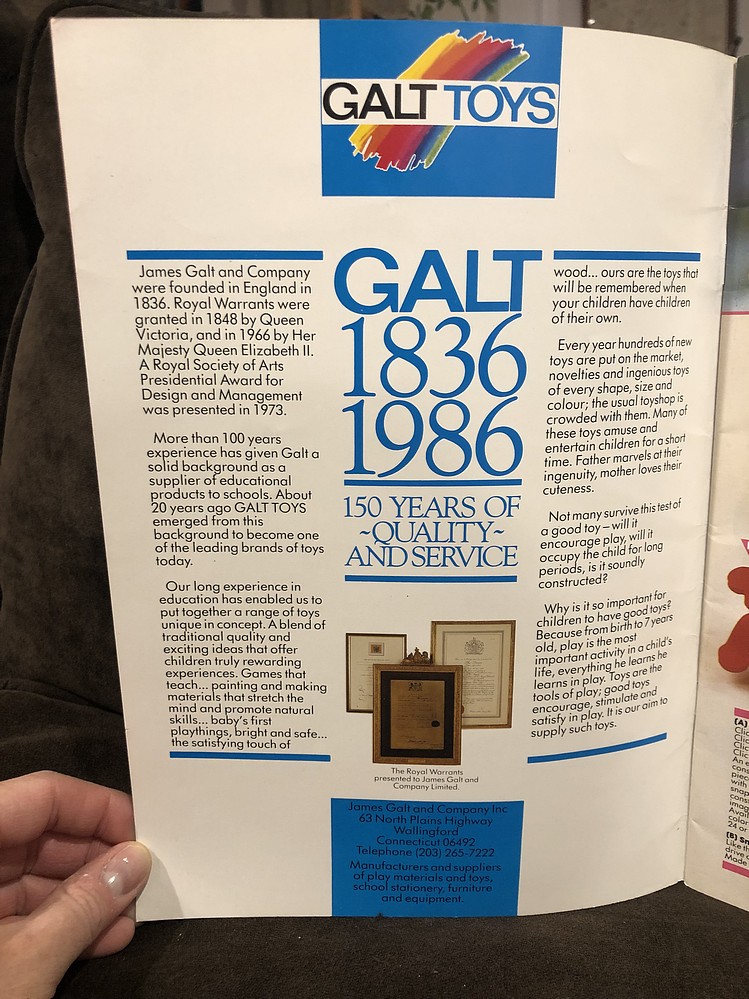 GALT TOYS
James Galt and Company
were founded in England in
1836. Royal Warrants were
granted in 1848 by Queen
Victoria, and in 1966 by Her
Majesty Queen Elizabeth II.
A Royal Society of Arts
Presidential Award for
Design and Management
was presented in 1973.
More than 100 years
experience has given Galt a
solid background as a
supplier of educational
products to schools. About
20 years ago GALT TOYS
emerged from this
background to become one
of the leading brands of toys
today.
Our long experience in
education has enabled us to
put together a range of toys
unique in concept. A blend of
traditional quality and
exciting ideas that offer
children truly rewarding
experiences. Games that
teach... painting and making
materials that stretch the
mind and promote natural
skills... baby's first
playthings, bright and safe...
the satisfying touch of
GALT
1836
1986
150 YEARS OF
~QUALITY~
AND SERVICE
The Royal Warrants
presented to James Galt and
Company Limited.
James Galt and Company Inc
63 North Plains Highway
Wallingford
Connecticut 06492
Telephone (203) 265-7222
Manufacturers and suppliers
of play materials and toys,
school stationery, furniture
and equipment.
wood... ours are the toys that
will be remembered when
your children have children
of their own.
Every year hundreds of new
toys are put on the market,
novelties and ingenious toys
of every shape, size and
colour; the usual toyshop is
crowded with them. Many of
these toys amuse and
entertain children for a short
time. Father marvels at their
ingenuity, mother loves their
cuteness.
Not many survive this test of
a good toy – will it
encourage play, will it
occupy the child for long
periods, is it soundly
constructed?
Why is it so important for
children to have good toys?
Because from birth to 7 years
old, play is the most
important activity in a child's
life, everything he learns he
learns in play. Toys are the
tools of play; good toys
encourage, stimulate and
satisfy in play. It is our aim to
supply such toys.
(A)
Clic
Clic
Clic
An e
with
24 or
(B) Sn
Like th
drive
Made